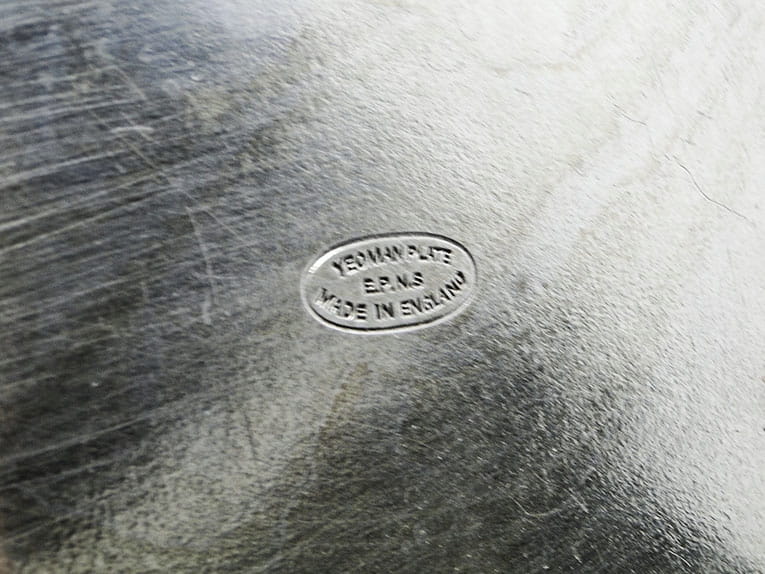 YEOMAN PLATE
E.P.N.S
MADE IN ENGLAND